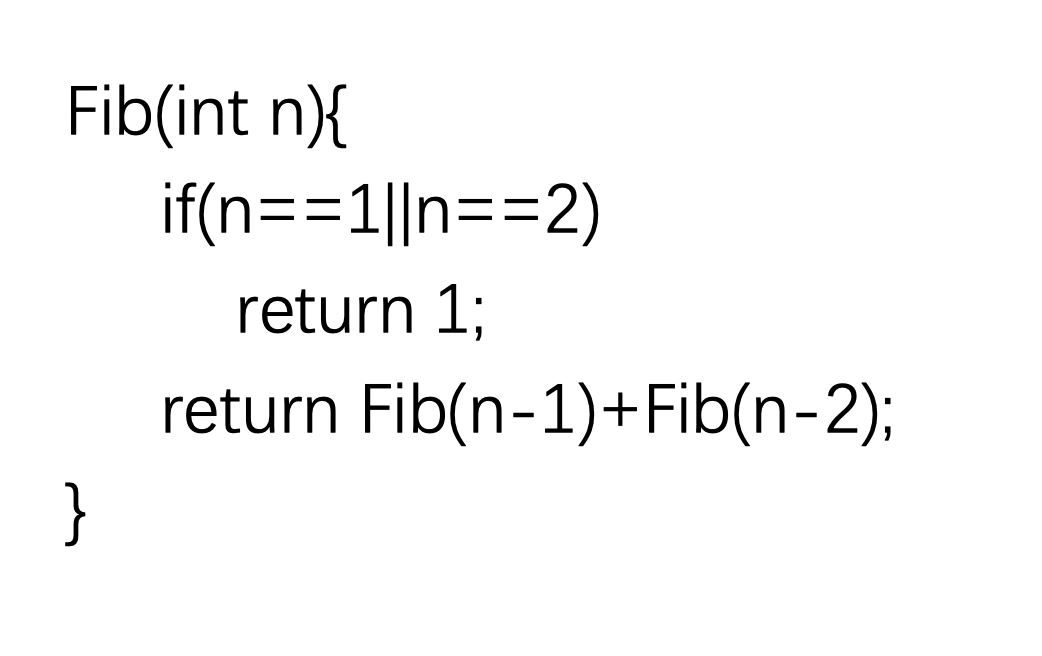 Fib(int n){
if(n==1||n==2)
return 1;
return Fib(n-1)+Fib(n-2);
}